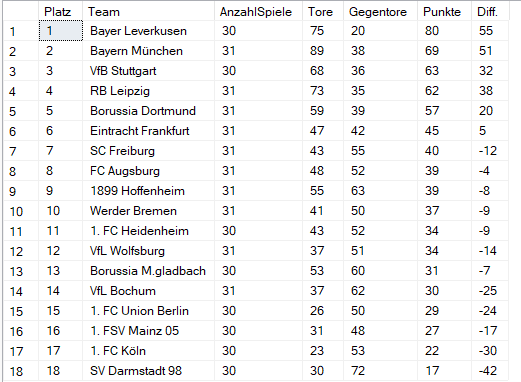 Platz Team AnzahlSpiele Tore Gegentore Punkte Diff.
1 1 Bayer Leverkusen 30 75 20 80 55
2 2 Bayern München 31 89 38 69 51
3 3 VfB Stuttgart 30 68 36 63 32
4 4 RB Leipzig 31 73 35 62 38
5 5 Borussia Dortmund 31 59 39 57 20
6 6 Eintracht Frankfurt 31 47 42 45 5
7 7 SC Freiburg 31 43 55 40 -12
8 8 FC Augsburg 31 48 52 39 -4
9 9 1899 Hoffenheim 31 55 63 39 -8
10 10 Werder Bremen 31 41 50 37 -9
11 11 1. FC Heidenheim 30 43 52 34 -9
12 12 VfL Wolfsburg 31 37 51 34 -14
13 13 Borussia M.gladbach 30 53 60 31 -7
14 14 VfL Bochum 31 37 62 30 -25
15 15 1. FC Union Berlin 30 26 50 29 -24
16 16 1. FSV Mainz 05 30 31 48 27 -17
17 17 1. FC Köln 30 23 53 22 -30
18 18 SV Darmstadt 98 30 30 72 17 -42